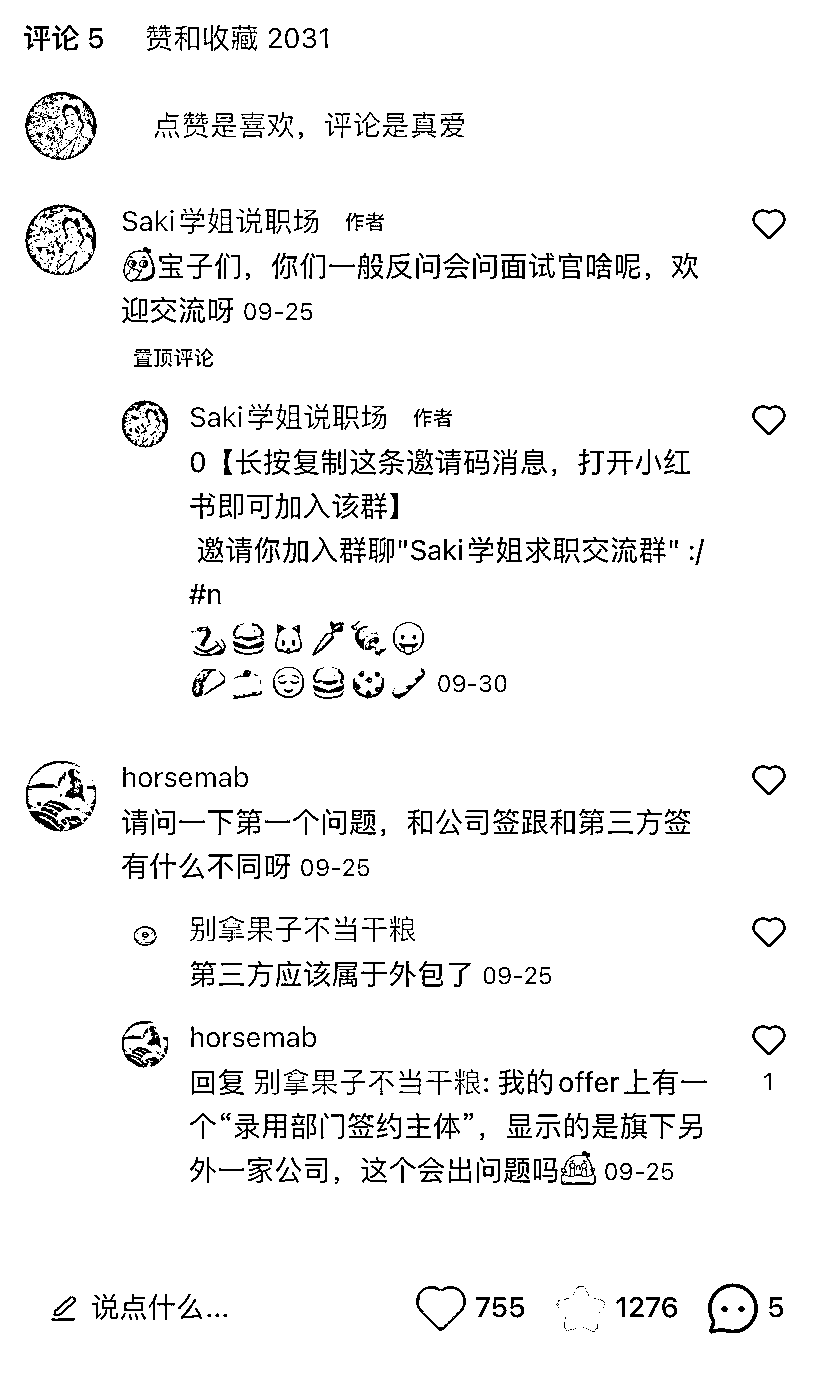 评论 5 赞和收藏 2031
点赞是喜欢，评论是真爱
Saki学姐说职场 作者
宝子们，你们一般反问会问面试官啥呢，欢
迎交流呀 09-25
置顶评论
Saki学姐说职场 作者
0【长按复制这条邀请码消息，打开小红
书即可加入该群】
邀请你加入群聊"Saki学姐求职交流群" :/
#n
09-30
horsemab
请问一下第一个问题，和公司签跟和第三方签
有什么不同呀 09-25
别拿果子不当干粮
第三方应该属于外包了 09-25
horsemab
回复 别拿果子不当干粮: 我的offer上有一
1
个“录用部门签约主体”，显示的是旗下另
外一家公司，这个会出问题吗 09-25
说点什么... 755 1276 5